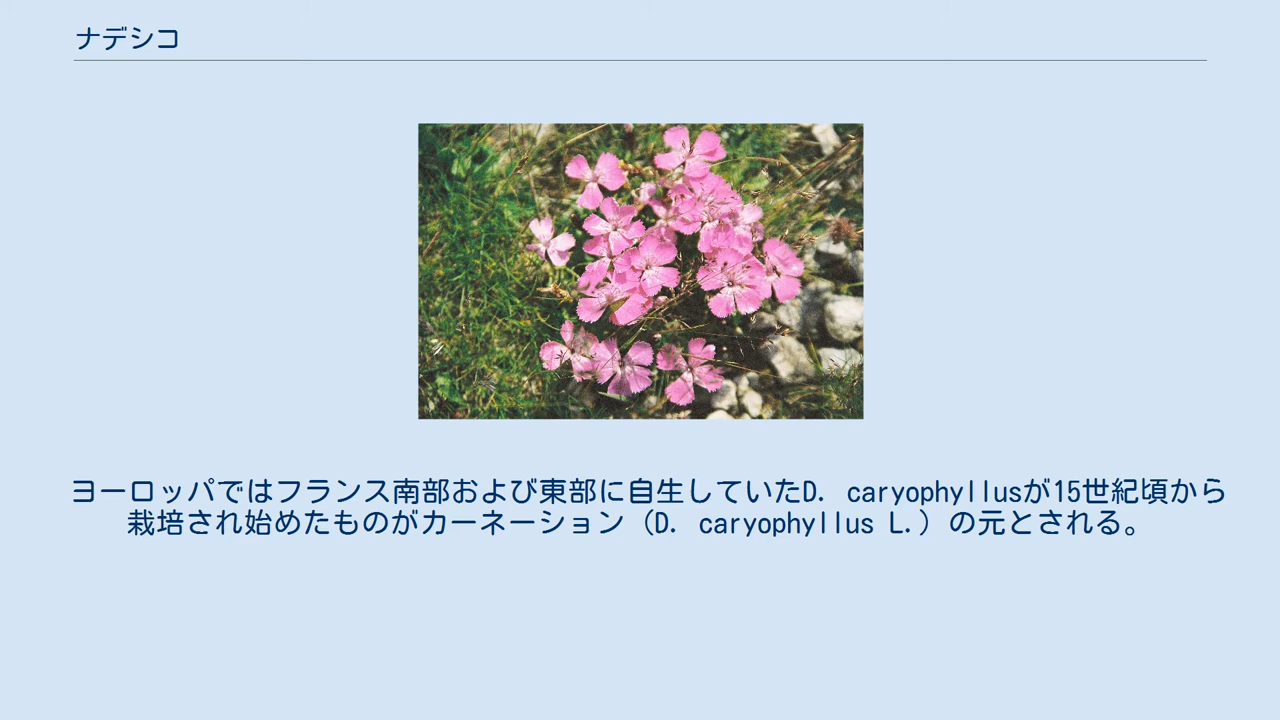 ナデシコ
ヨーロッパではフランス南部および東部に自生していたD. caryophyllusが15世紀頃から
栽培され始めたものがカーネーション（D. caryophyllus L.）の元とされる。